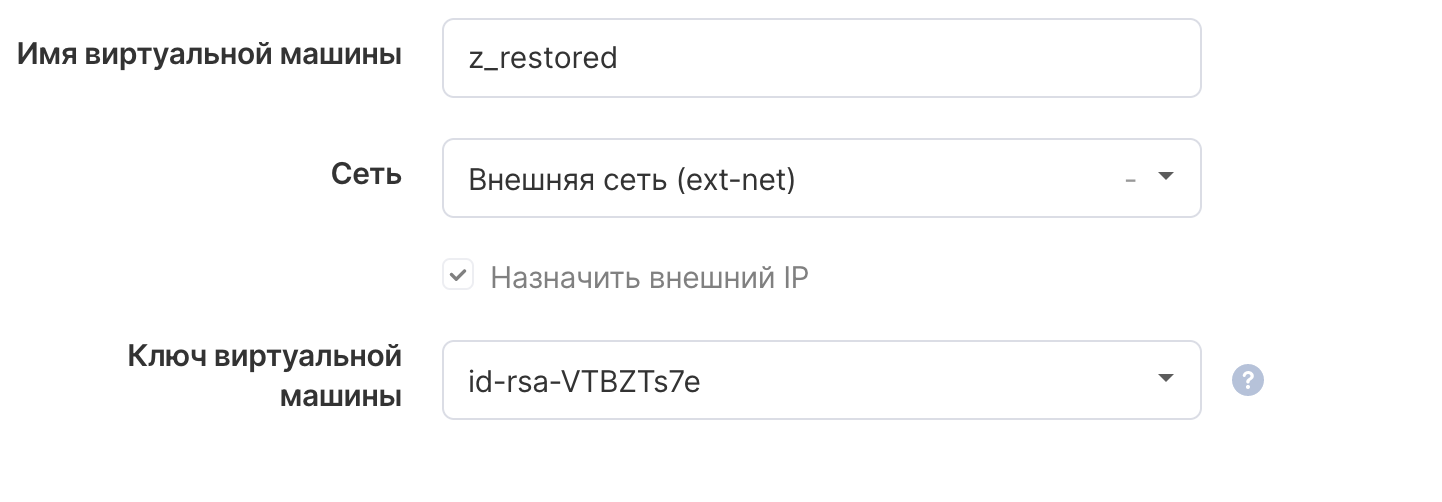 Имя виртуальной машины
z_restored
Сеть
Внешняя сеть (ext-net)
-
Назначить внешний IP
Ключ виртуальной
машины
id-rsa-VTBZTs7e
?